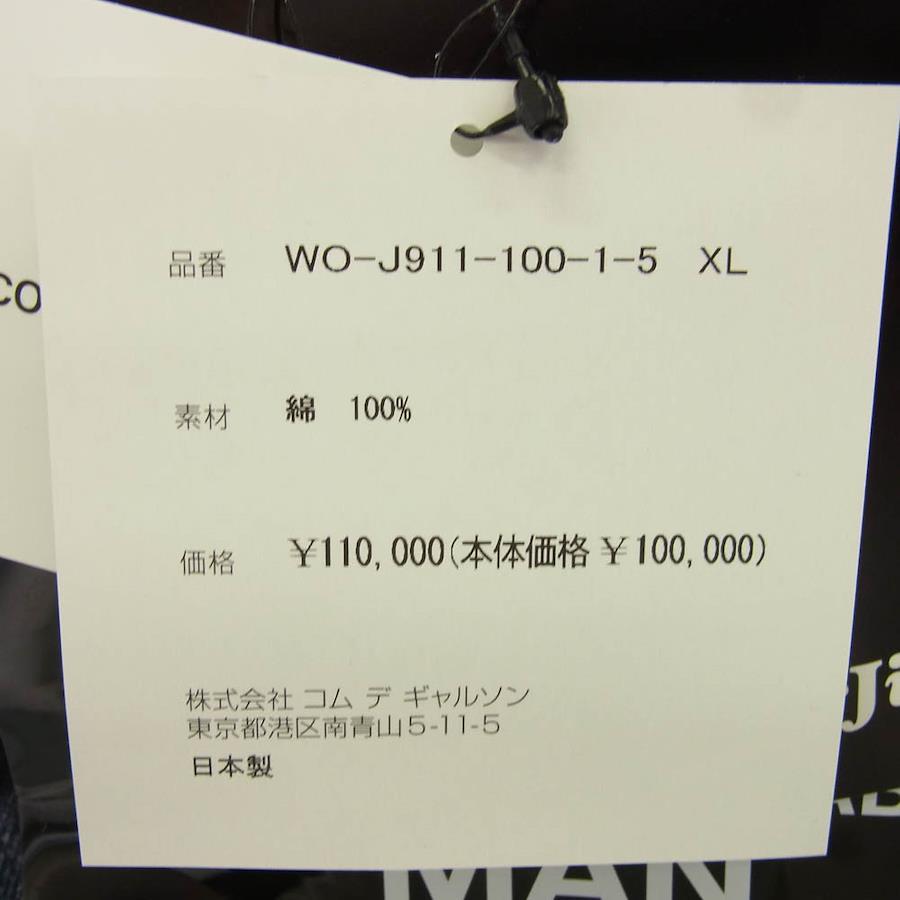 品番 WO-J911-100-1-5 XL
素材 綿 100%
価格 ¥110,000(本体価格 ¥100,000)
株式会社 コム デ ギャルソン
東京都港区南青山5-11-5
日本製
MAN